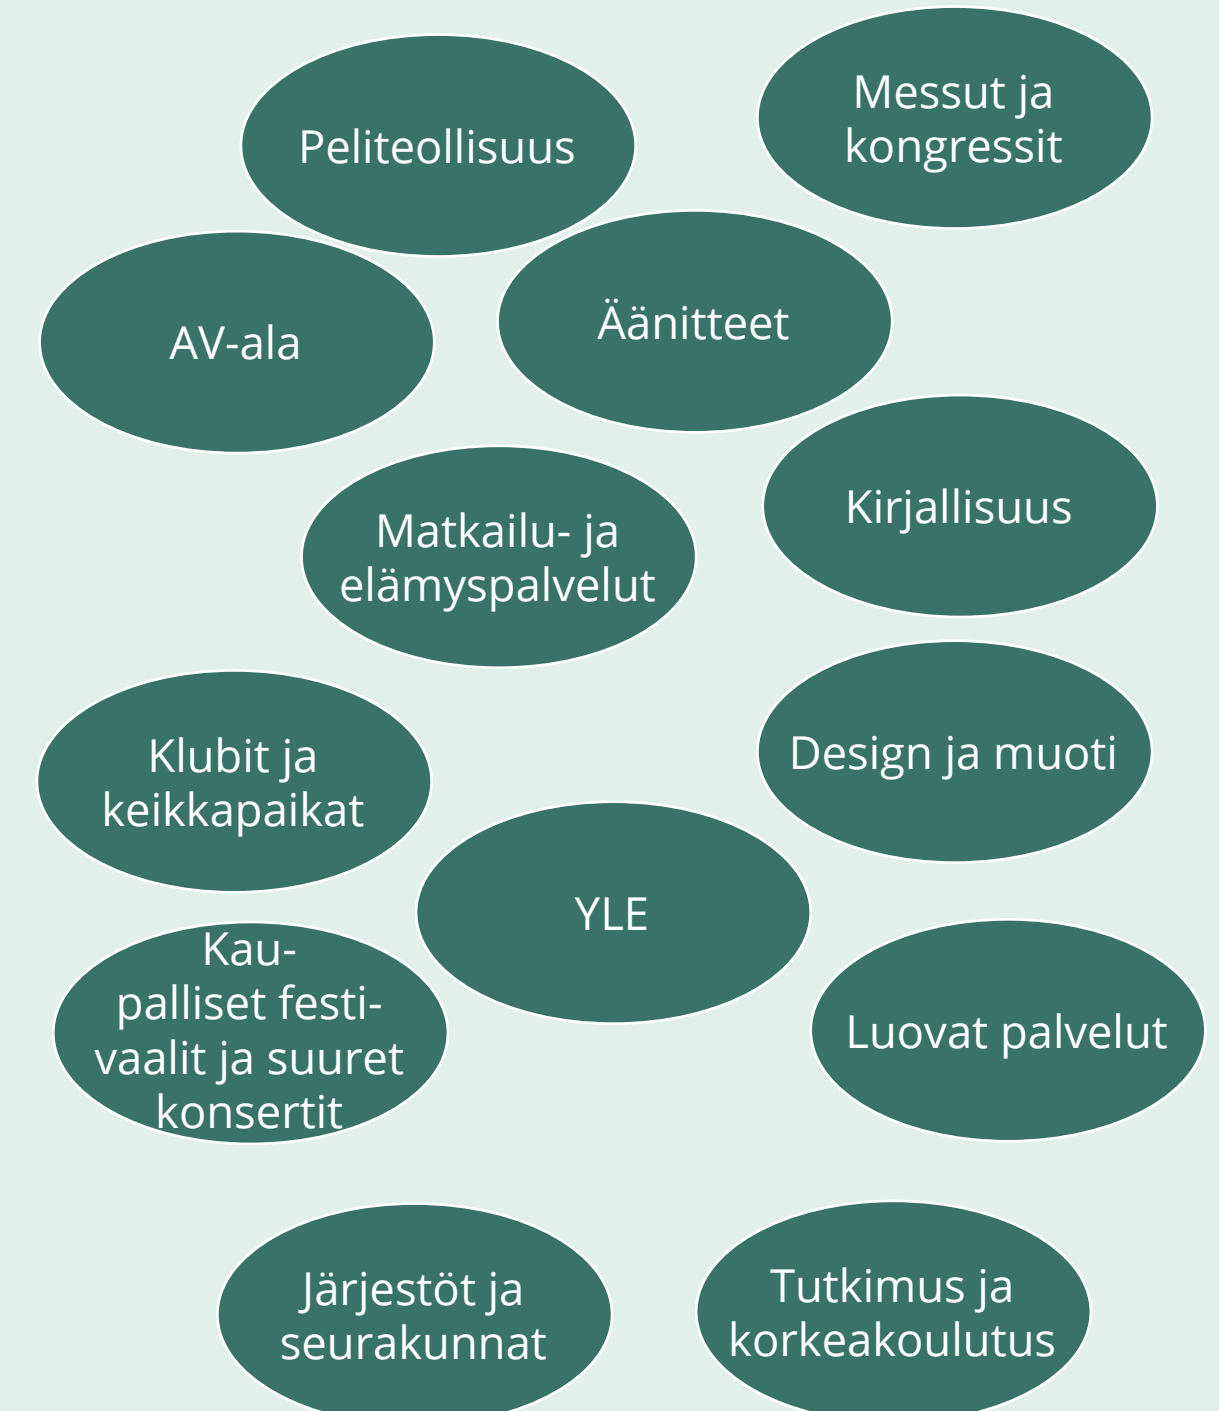 Peliteollisuus
Messut ja
kongressit
AV-ala
Äänitteet
Matkailu- ja
elämyspalvelut
Kirjallisuus
Klubit ja
keikkapaikat
Design ja muoti
YLE
Kau-
palliset festi-
vaalit ja suuret
konsertit
Luovat palvelut
Järjestöt ja
seurakunnat
Tutkimus ja
korkeakoulutus